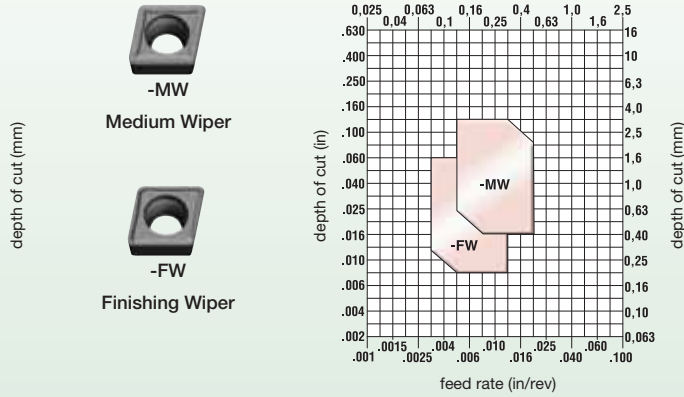 depth of cut (mm)
-MW
Medium Wiper
-FW
Finishing Wiper
0,025 0,063 0,16 0,4 1,0 2,5
0,04 0,1 0,25 0,63 1,6
depth of cut (in)
.630
.400
.250
.160
.100
.060
.040
.025
.016
.010
.006
.004
.002
-MW
-FW
16
10
6,3
4,0
2,5
1,6
1,0
0,63
0,40
0,25
0,16
0,10
0,063
depth of cut (mm)
.0015 .004 .010 .025 .060
.001 .0025 .006 .016 .040 .100
feed rate (in/rev)